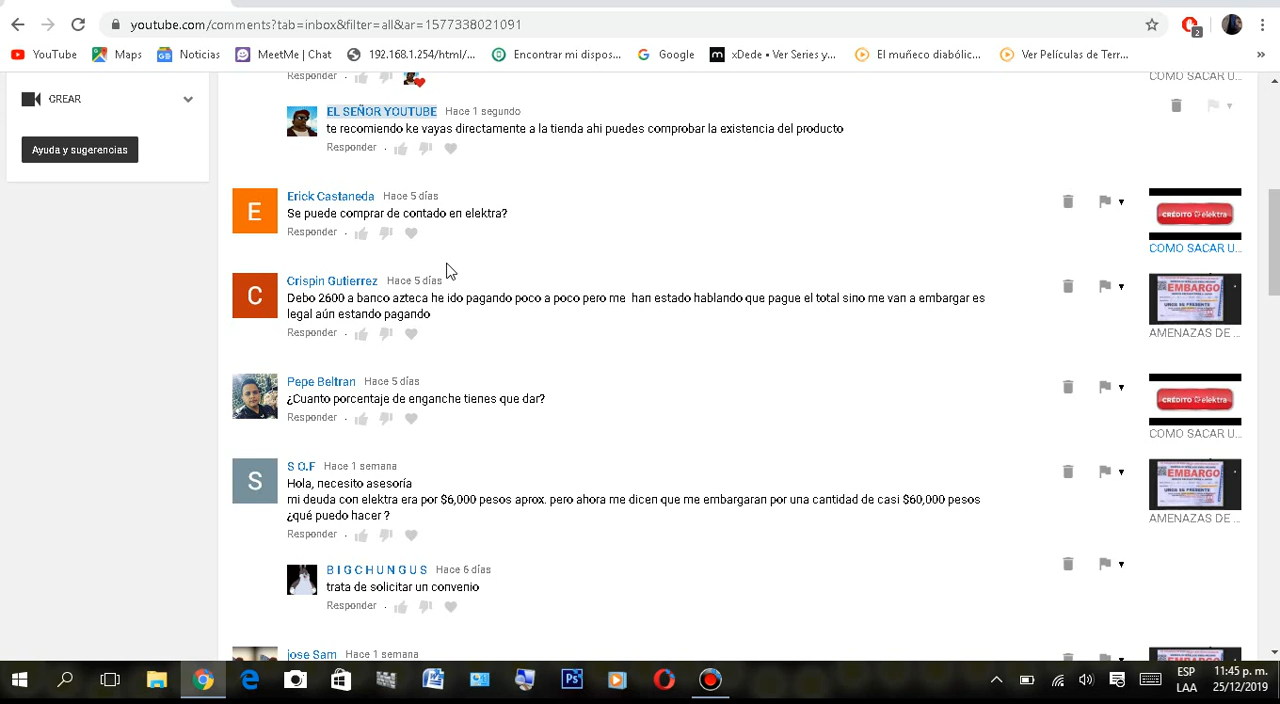 youtube.com/comments?tab=inbox&filter=all&ar=1577338021091
2
YouTube Maps Noticias MeetMe | Chat 192.168.1.254/html/... Encontrar mi dispos... Google xDede • Ver Series y... El muñeco diabólic... Ver Películas de Terr... »
Responder .
COMO SACAR U...
CREAR
Ayuda y sugerencias
EL SEÑOR YOUTUBE Hace 1 segundo
te recomiendo ke vayas directamente a la tienda ahi puedes comprobar la existencia del producto
Responder .
E
Erick Castaneda Hace 5 días
Se puede comprar de contado en elektra?
Responder .
CRÉDITO elektra
COMO SACAR U...
C
Crispin Gutierrez Hace 5 días
Debo 2600 a banco azteca he ido dando de poco a poco pero me han estado hablando que pague el total sino me van a embargar es
legal aún estando pagando
Responder .
EMBARGO
AMENAZAS DE ...
Pepe Beltran Hace 5 días
¿Cuanto porcentaje de enganche tienes que dar?
Responder .
CRÉDITO elektra
COMO SACAR U...
S
S O.F Hace 1 semana
Hola, necesito asesoría
mi deuda con elektra era por $6,000 pesos aprox. pero ahora me dicen que me embargaran por una cantidad de casi $60,000 pesos
¿qué puedo hacer ?
Responder .
EMBARGO
AMENAZAS DE ...
B I G C H U N G U S Hace 6 días
trata de solicitar un convenio
Responder .
jose Sam Hace 1 semana
ESP
LAA
11:45 p. m.
25/12/2019